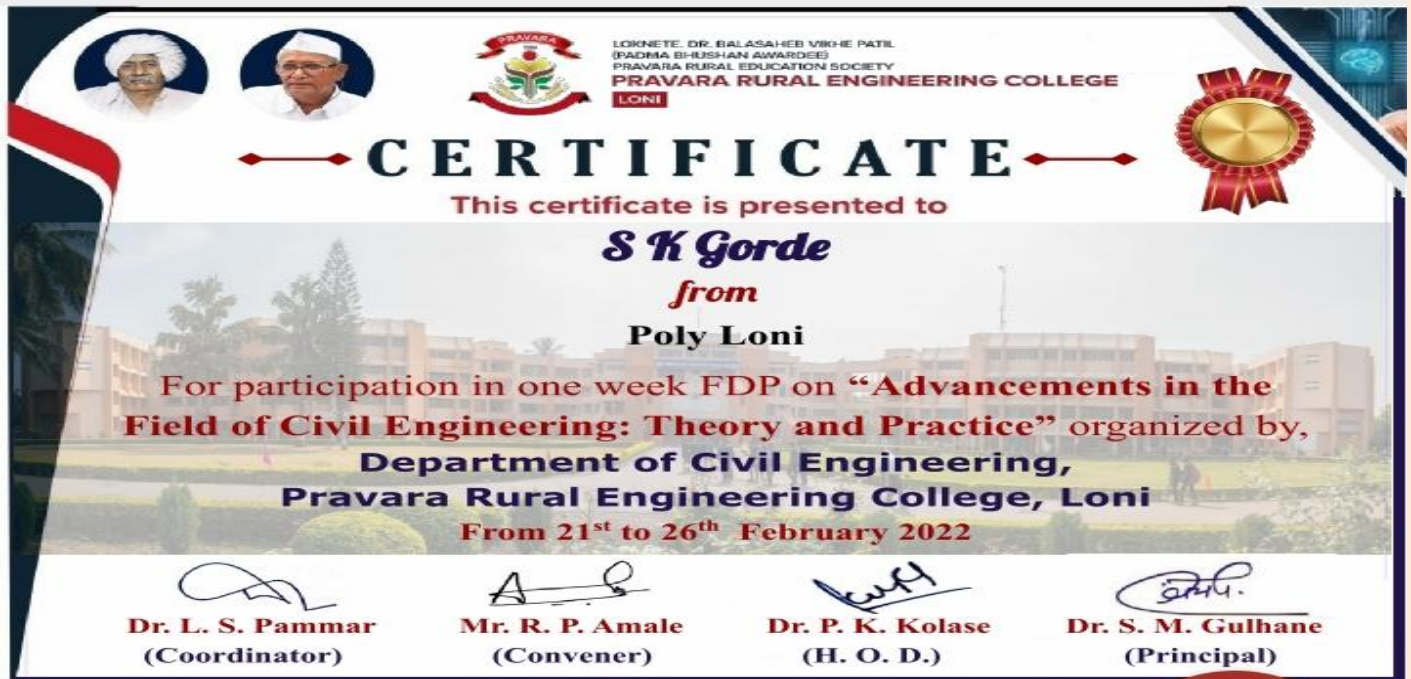 PRAVARA
LOKNETE. DR. BALASAHEB VIKHE PATIL
(PADMA BHUSHAN AWARDEE)
PRAVARA RURAL EDUCATION SOCIETY
PRAVARA RURAL ENGINEERING COLLEGE
LONI
CERTIFICATE
This certificate is presented to
S K Gorde
from
Poly Loni
For participation in one week FDP on “Advancements in the
Field of Civil Engineering: Theory and Practice” organized by,
Department of Civil Engineering,
Pravara Rural Engineering College, Loni
From 21st to 26th February 2022
Dr. L. S. Pammar Mr. R. P. Amale Dr. P. K. Kolase Dr. S. M. Gulhane
(Coordinator) (Convener) (H. O. D.) (Principal)